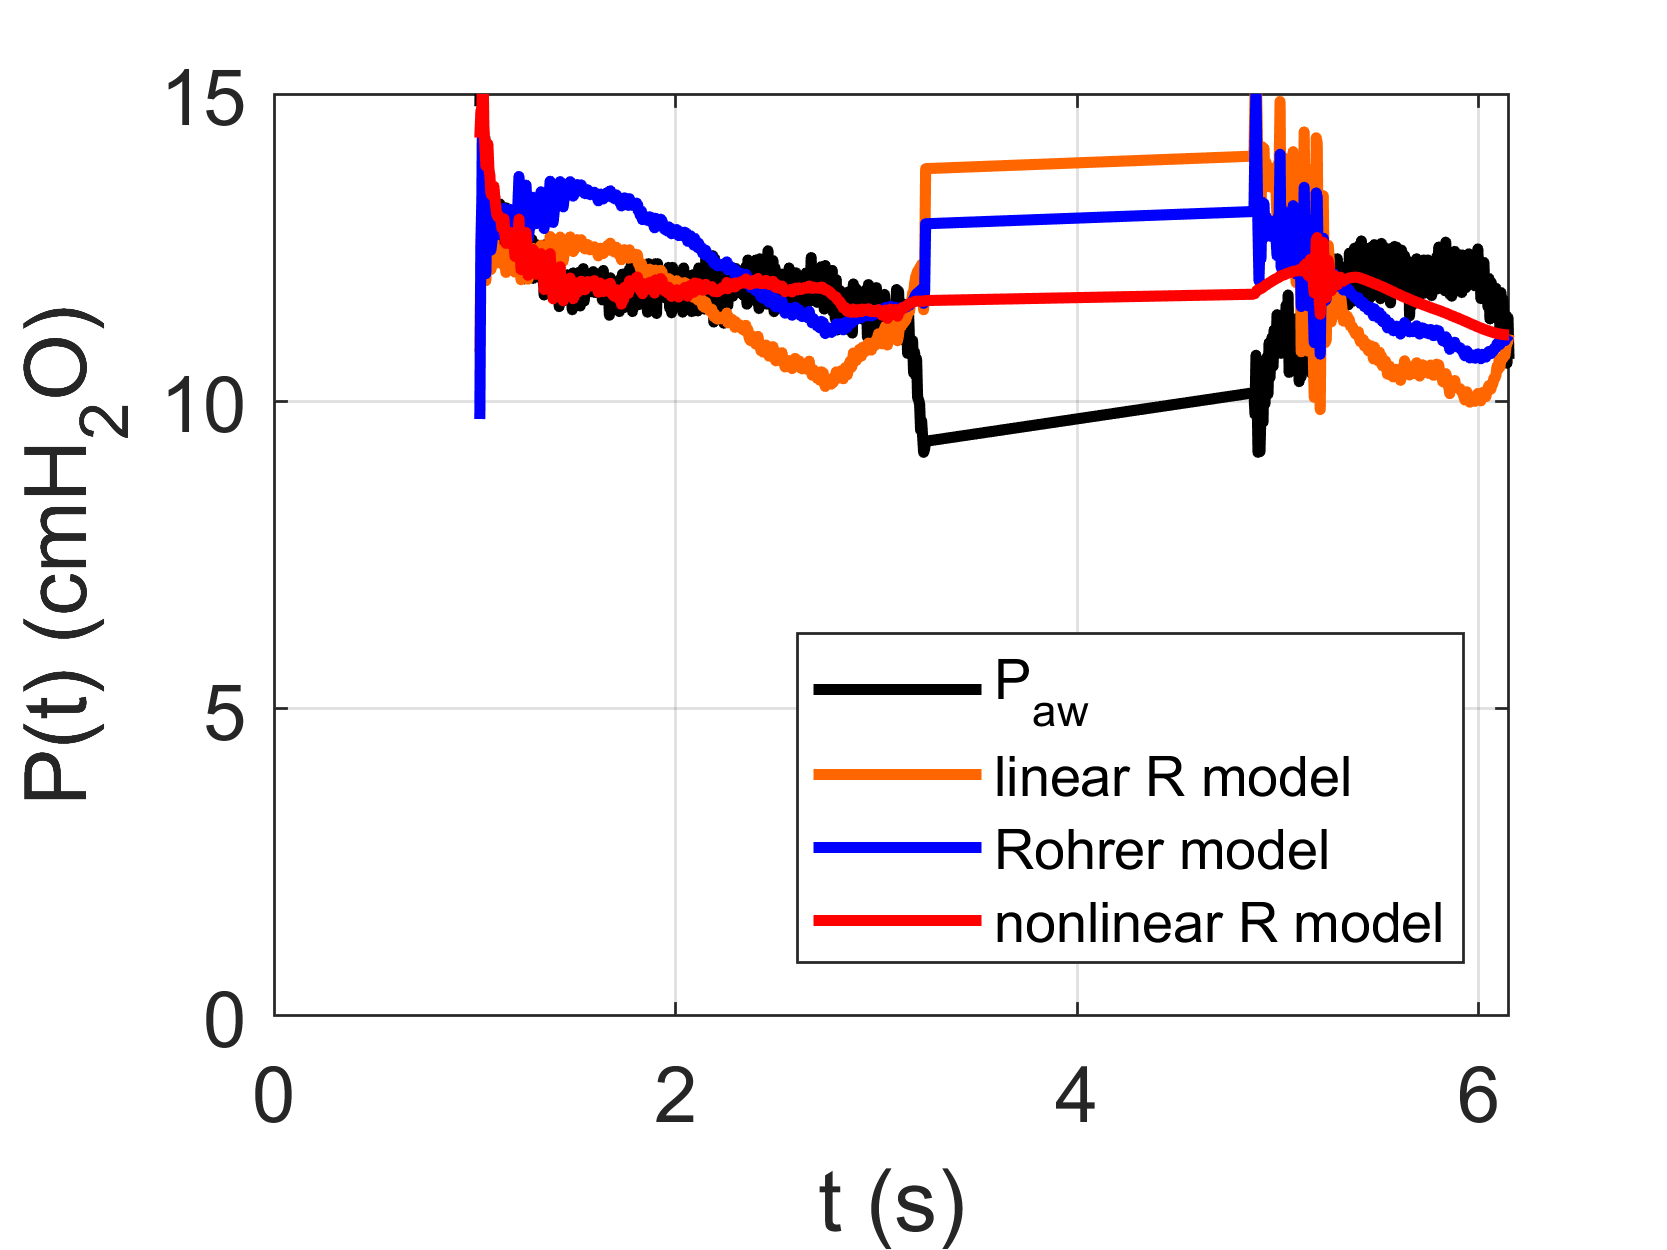 15
10
5
0
P(t) (cmH2O)
0 2 4 6
t (s)
Paw
linear R model
Rohrer model
nonlinear R model